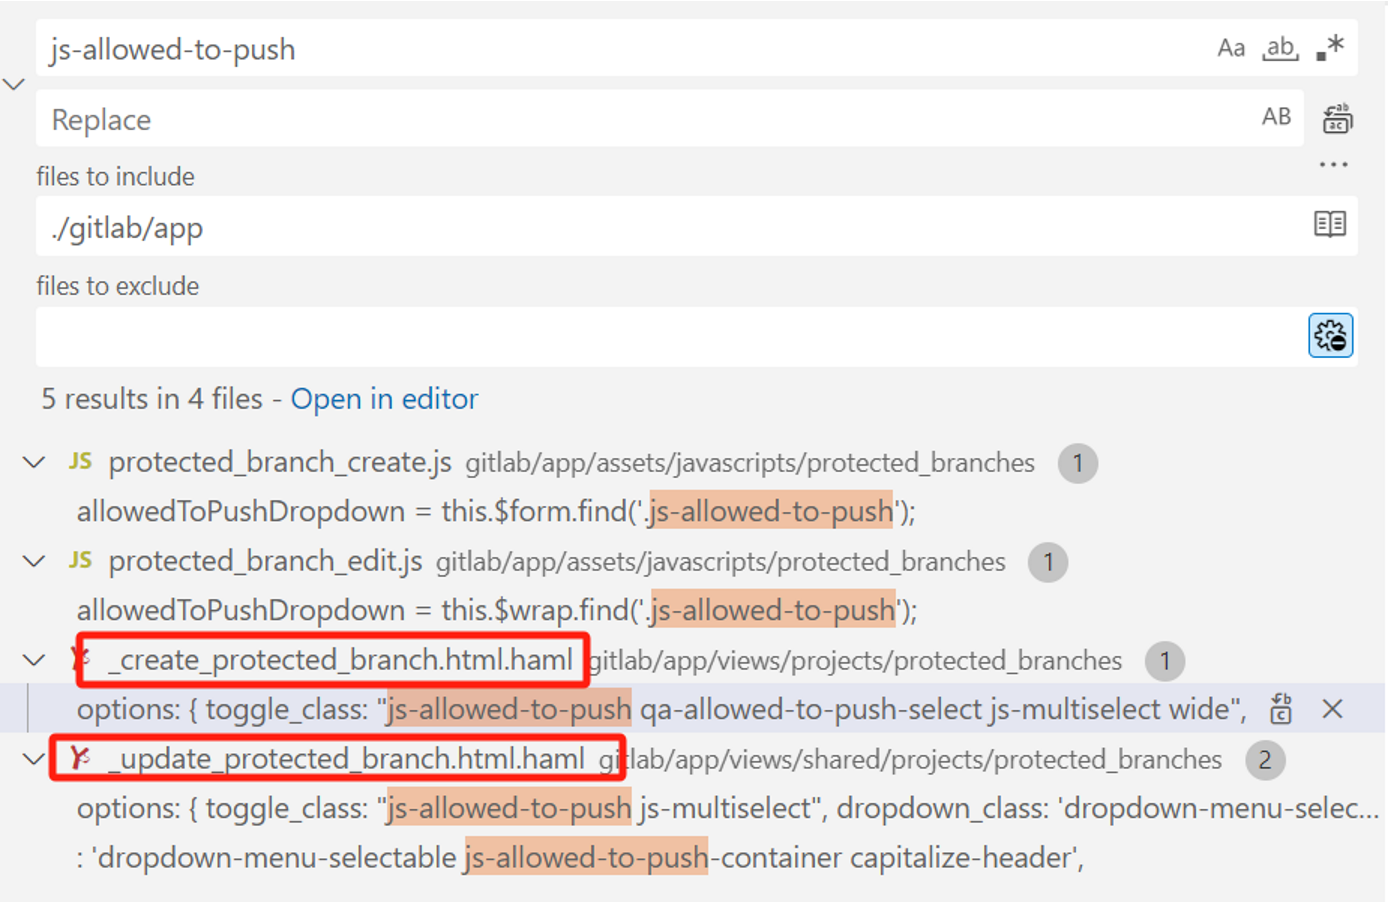 js-allowed-to-push Aa ab .*
Replace AB
files to include
./gitlab/app
files to exclude
5 results in 4 files - Open in editor
JS protected_branch_create.js gitlab/app/assets/javascripts/protected_branches 1
allowedToPushDropdown = this.$form.find('.js-allowed-to-push');
JS protected_branch_edit.js gitlab/app/assets/javascripts/protected_branches 1
allowedToPushDropdown = this.$wrap.find('.js-allowed-to-push');
_create_protected_branch.html.haml gitlab/app/views/projects/protected_branches 1
options: { toggle_class: "js-allowed-to-push qa-allowed-to-push-select js-multiselect wide",
_update_protected_branch.html.haml gitlab/app/views/shared/projects/protected_branches 2
options: { toggle_class: "js-allowed-to-push js-multiselect", dropdown_class: 'dropdown-menu-selec...
: 'dropdown-menu-selectable js-allowed-to-push-container capitalize-header',